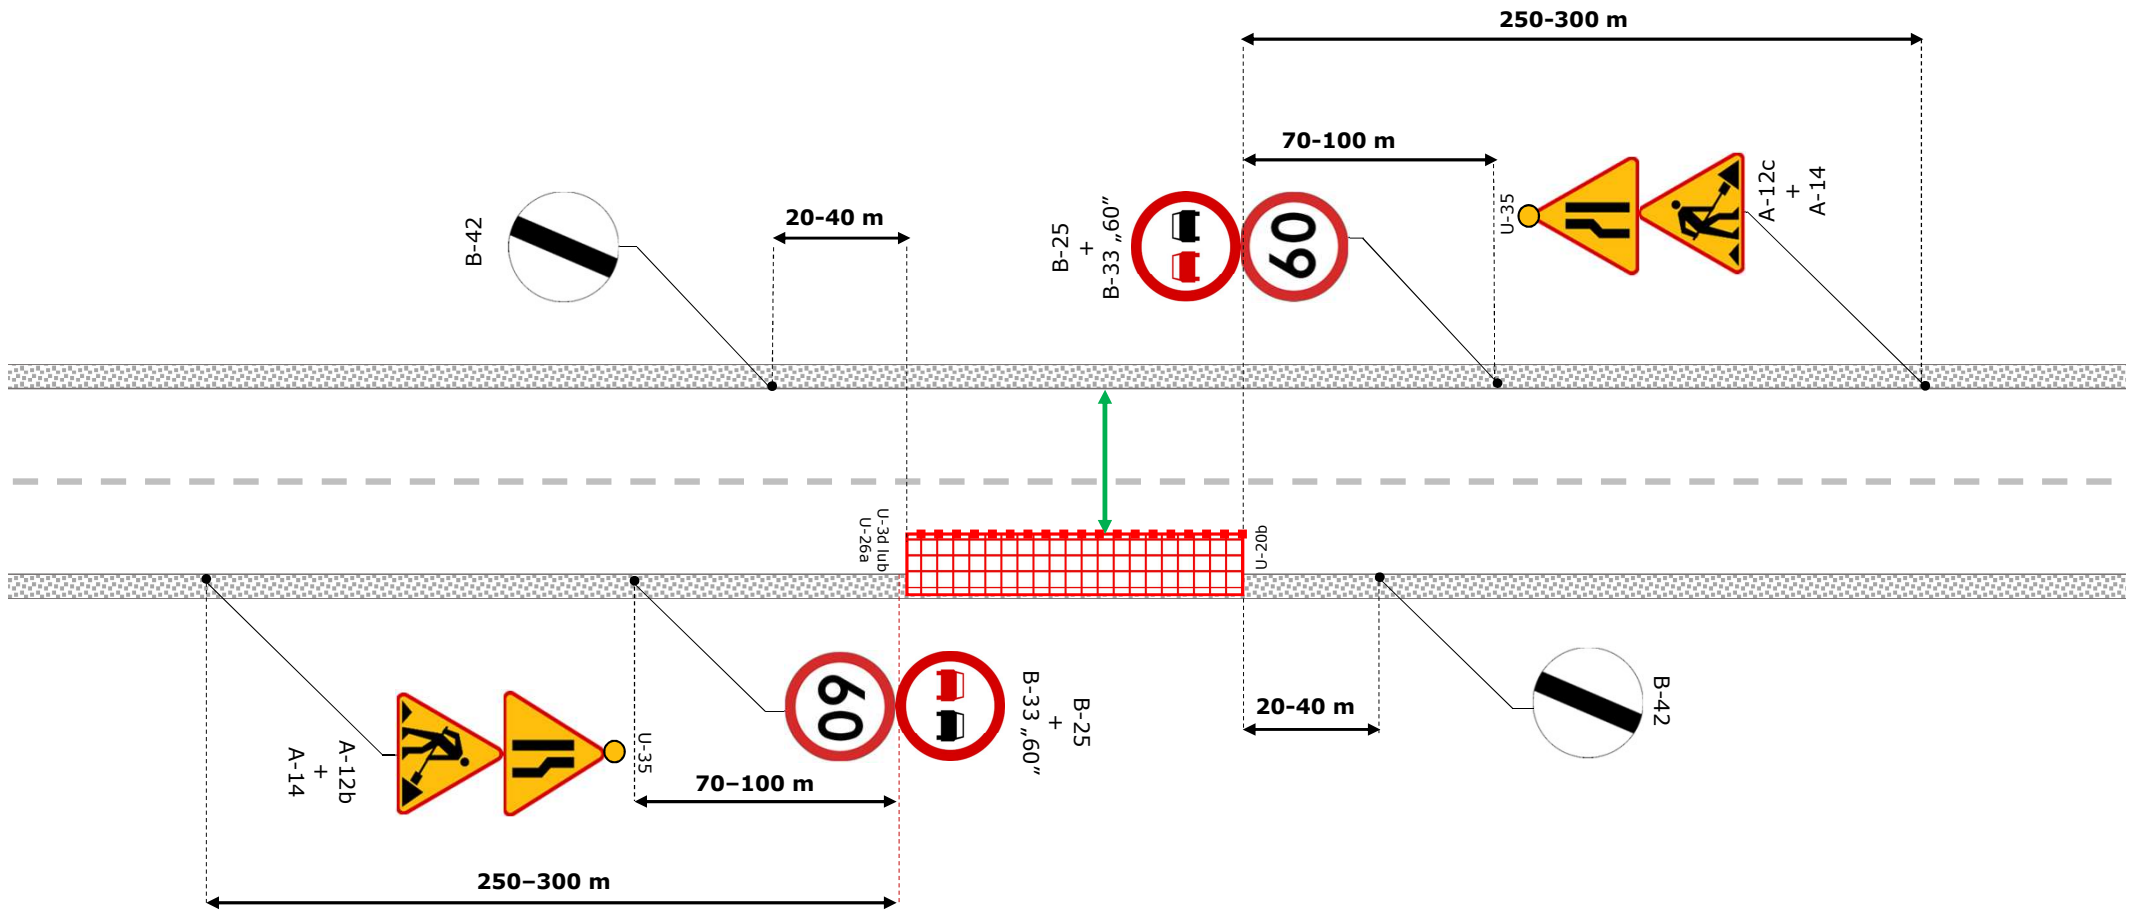 250-300 m
70-100 m
20-40 m
B-42
B-25
+
B-33 „60”
60
U-35
A-12c
+
A-14
U-3d lub
U-26a
U-20b
60
B-25
+
B-33 „60”
20-40 m
B-42
U-35
A-12b
+
A-14
70–100 m
250–300 m